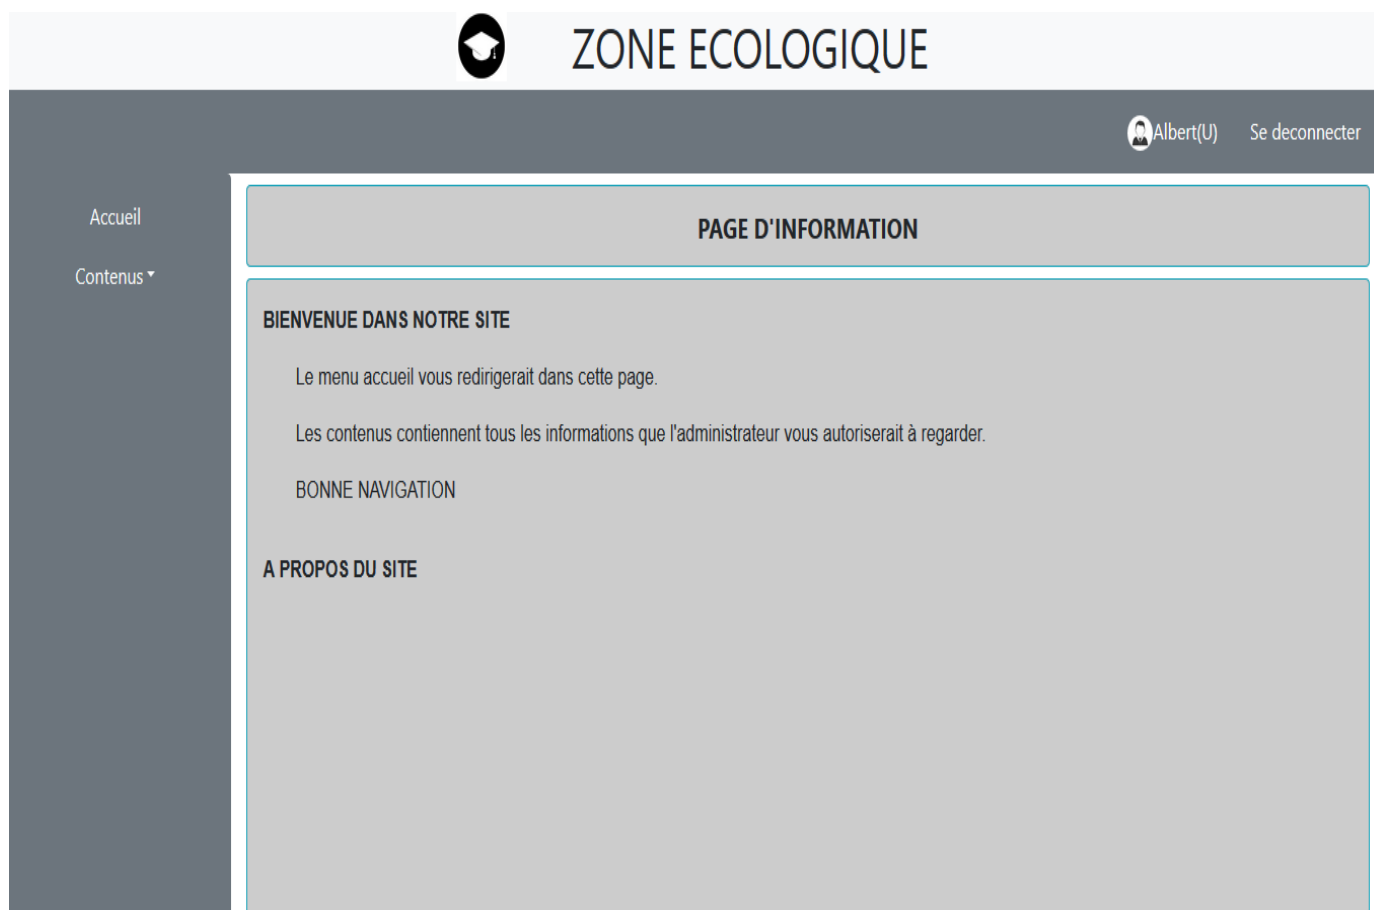 ZONE ECOLOGIQUE
Albert(U) Se deconnecter
Accueil
Contenus
PAGE D'INFORMATION
BIENVENUE DANS NOTRE SITE
Le menu accueil vous redirigerait dans cette page.
Les contenus contiennent tous les informations que l'administrateur vous autoriserait à regarder.
BONNE NAVIGATION
A PROPOS DU SITE